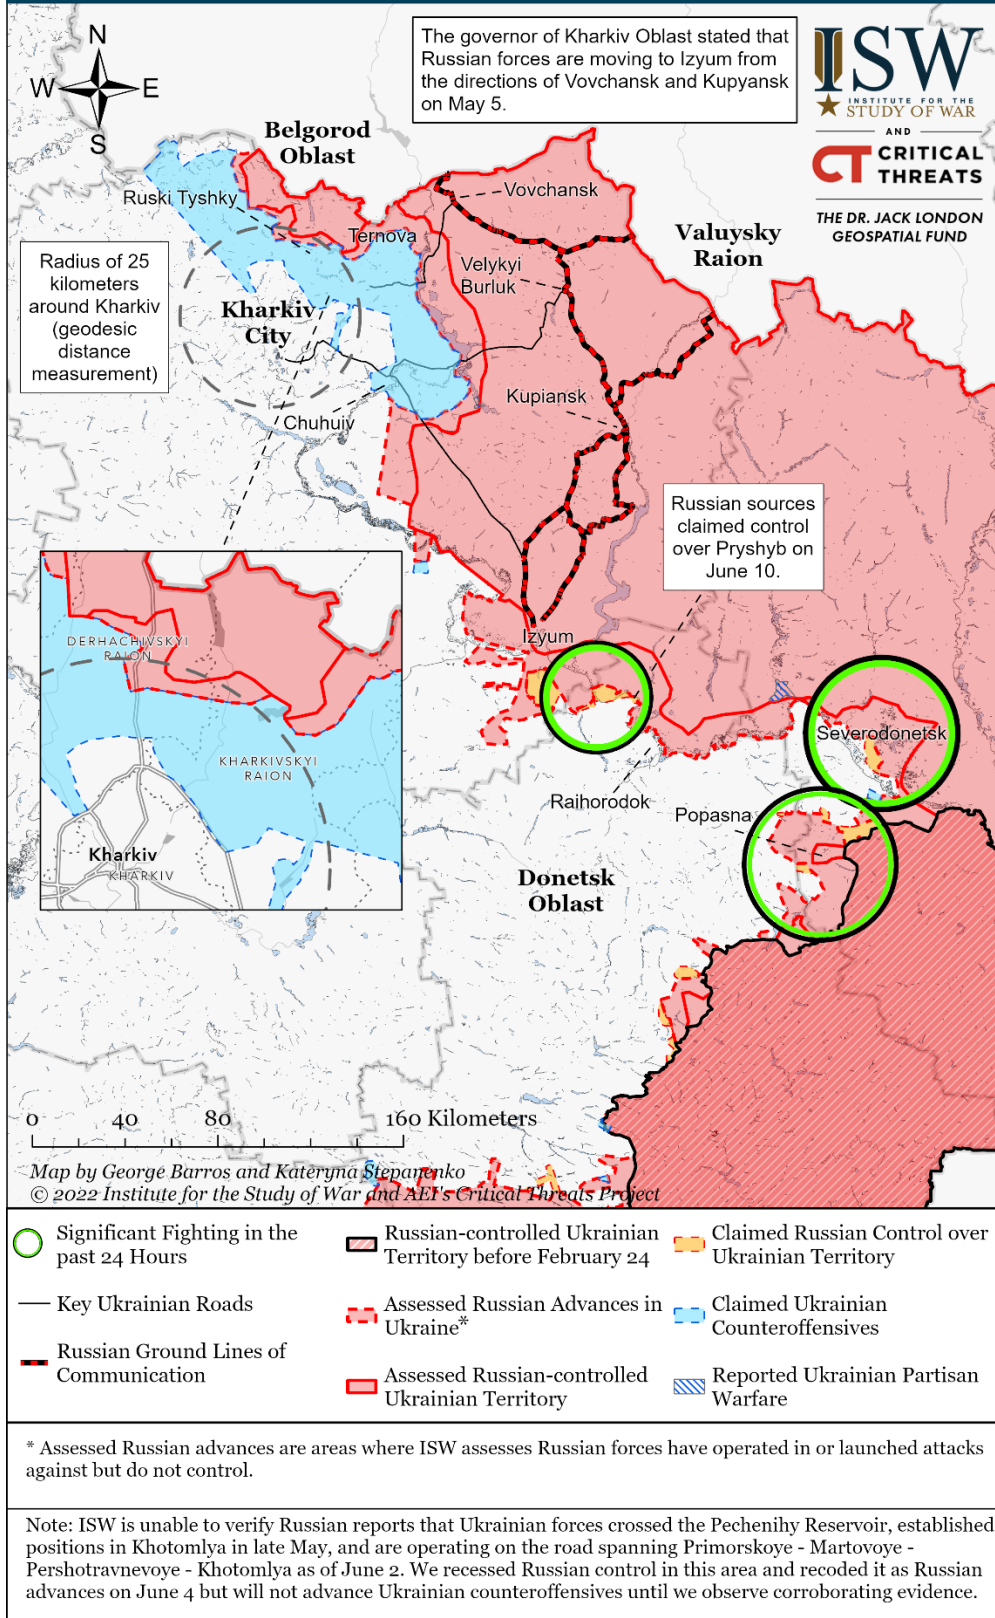 The governor of Kharkiv Oblast stated that
Russian forces are moving to Izyum from
the directions of Vovchansk and Kupyansk
on May 5.
ISW
INSTITUTE FOR THE
STUDY OF WAR
AND
CT CRITICAL
THREATS
THE DR. JACK LONDON
GEOSPATIAL FUND
N
W E
S
Belgorod
Oblast
Ruski Tyshky
Vovchansk
Ternova
Valuysky
Raion
Radius of 25
kilometers
around Kharkiv
(geodesic
distance
measurement)
Velykyi
Burluk
Kharkiv
City
Kupiansk
Chuhuiv
Russian sources
claimed control
over Pryshyb on
June 10.
Izyum
DERHACHIVSKYI
RAION
KHARKIVSKYI
RAION
Kharkiv
KHARKIV
Severodonetsk
Raihorodok
Popasna
Donetsk
Oblast
0 40 80 160 Kilometers
Map by George Barros and Kateryna Stepanenko
© 2022 Institute for the Study of War and AEI's Critical Threats Project
Significant Fighting in the
past 24 Hours
Key Ukrainian Roads
Russian Ground Lines of
Communication
Russian-controlled Ukrainian
Territory before February 24
Assessed Russian Advances in
Ukraine*
Assessed Russian-controlled
Ukrainian Territory
Claimed Russian Control over
Ukrainian Territory
Claimed Ukrainian
Counteroffensives
Reported Ukrainian Partisan
Warfare
* Assessed Russian advances are areas where ISW assesses Russian forces have operated in or launched attacks
against but do not control.
Note: ISW is unable to verify Russian reports that Ukrainian forces crossed the Pechenihy Reservoir, established
positions in Khotomlya in late May, and are operating on the road spanning Primorskoye - Martovoye -
Pershotravnevoye - Khotomlya as of June 2. We recessed Russian control in this area and recoded it as Russian
advances on June 4 but will not advance Ukrainian counteroffensives until we observe corroborating evidence.